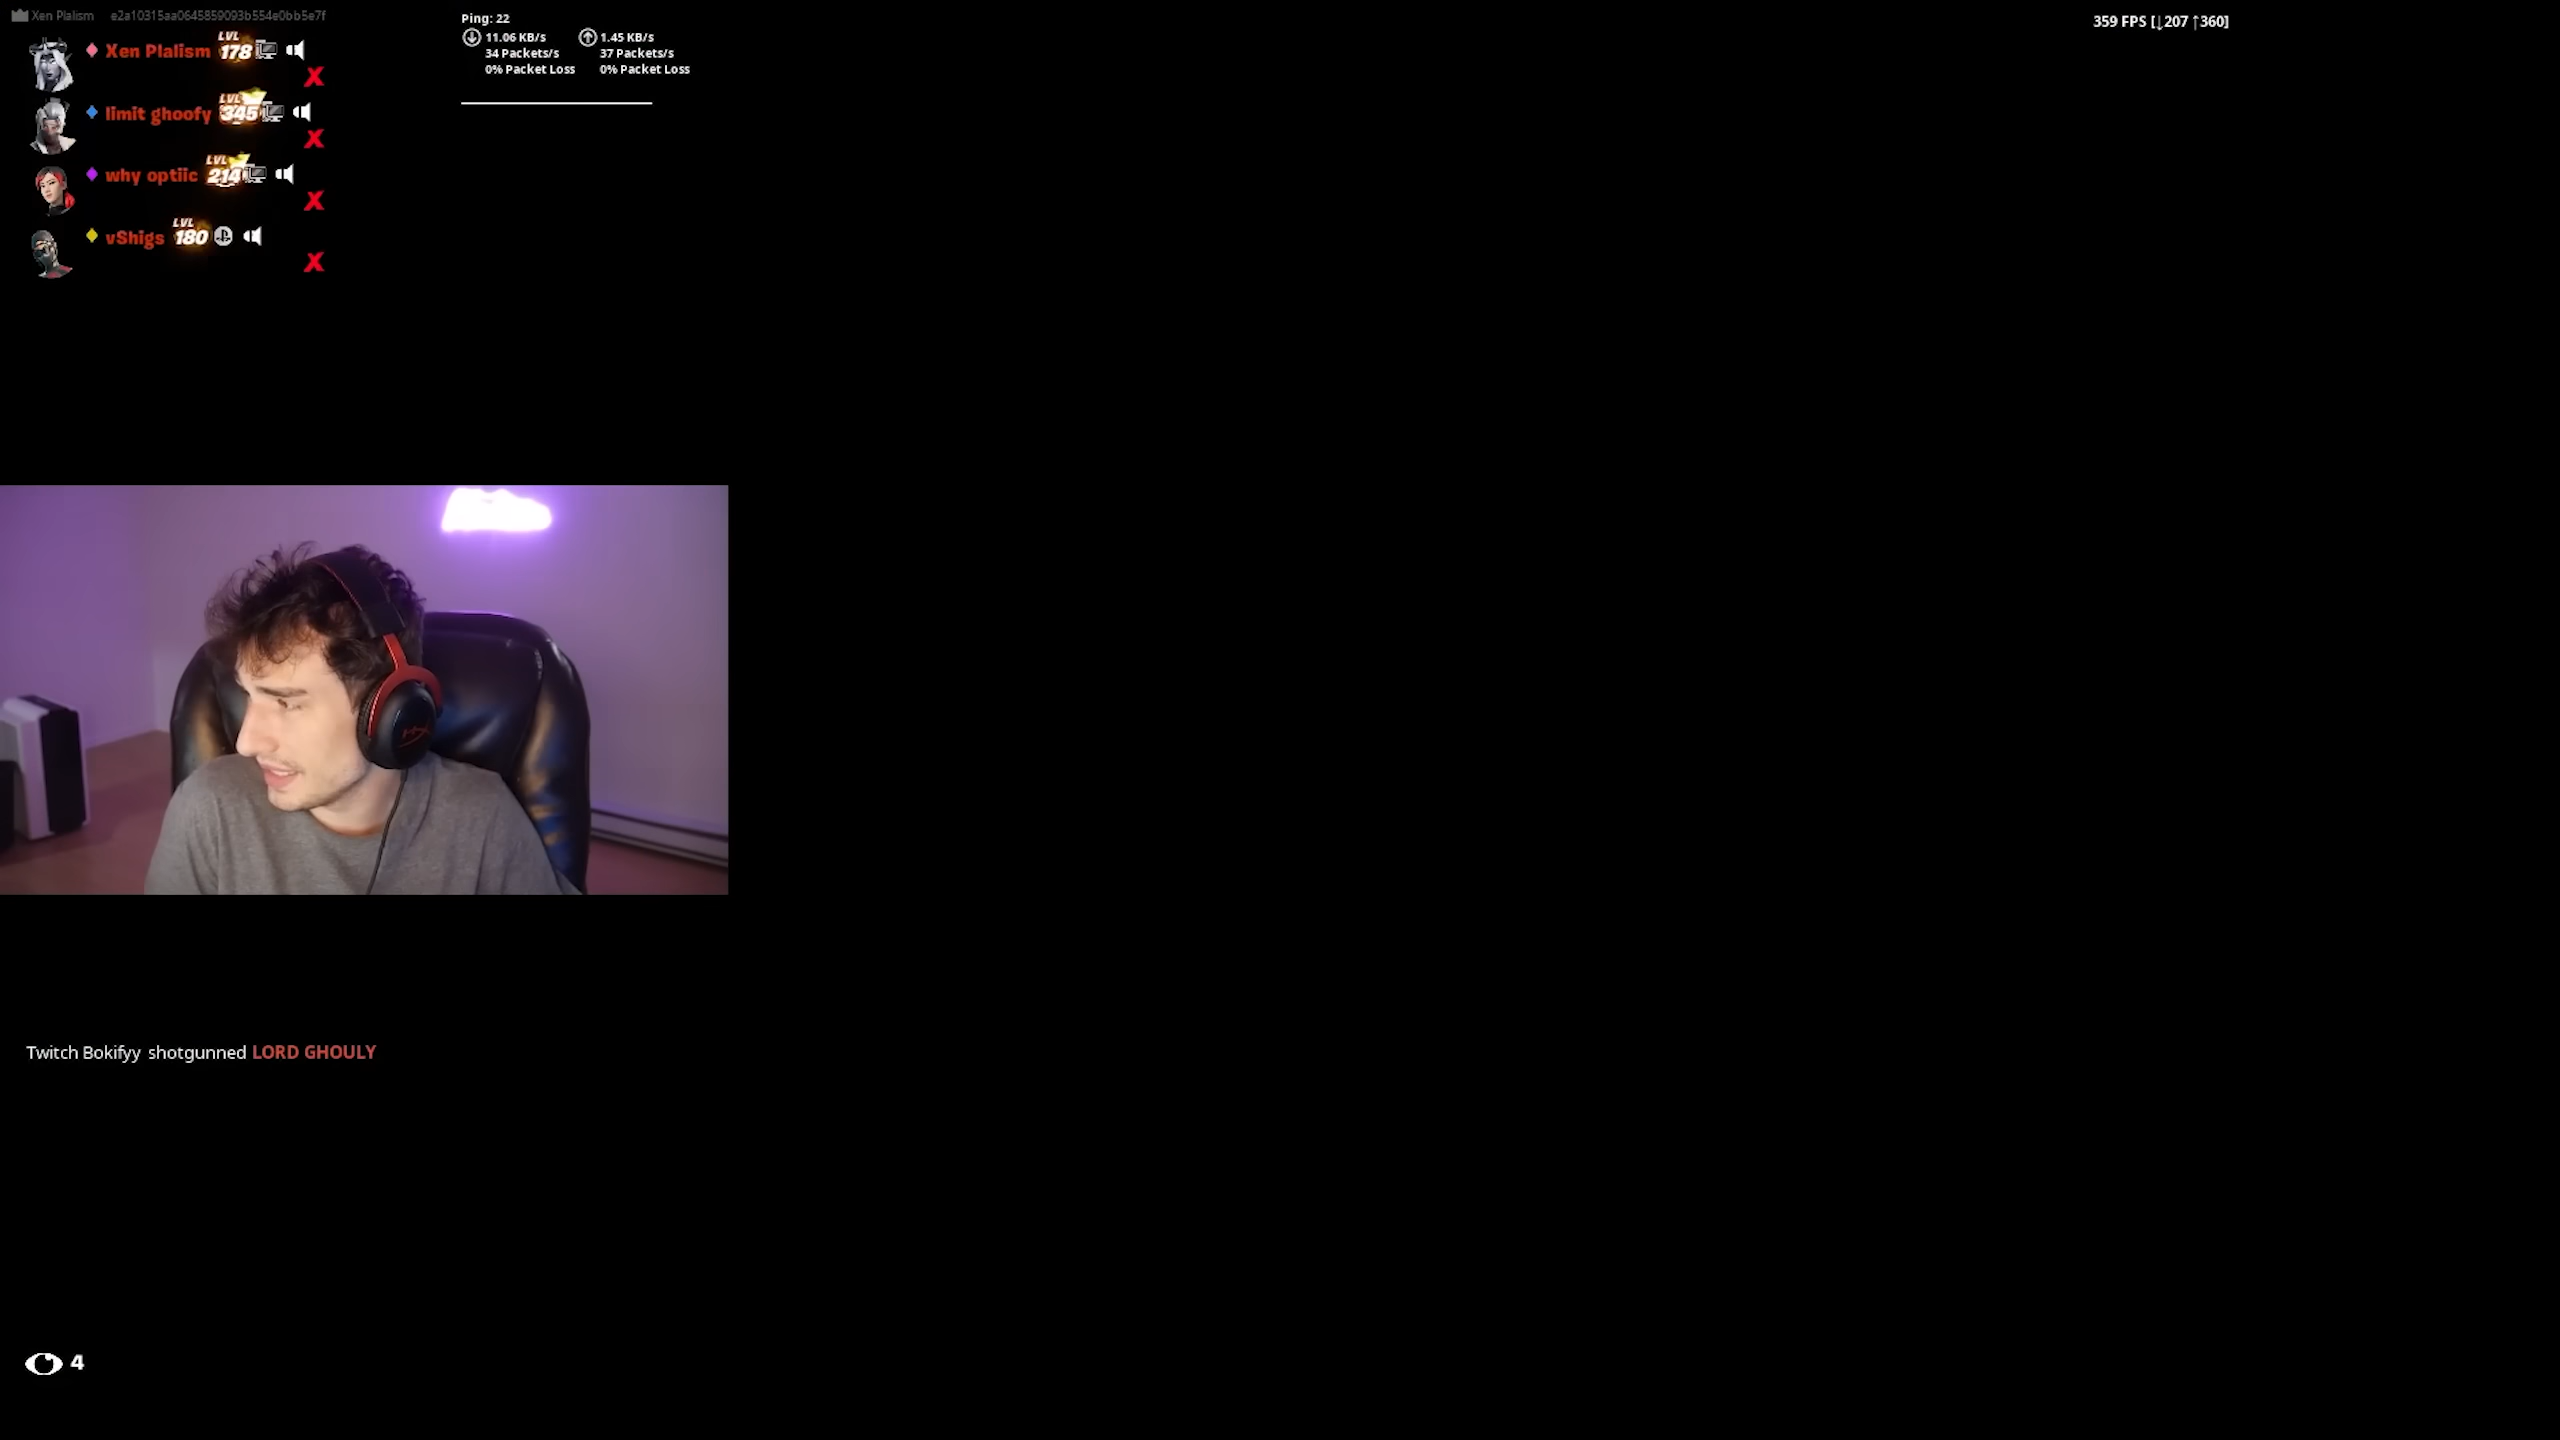 Xen Plalism e2a10315aa0645859093b554e0bb5e7f
Xen Plalism LVL 178
X
limit ghoofy LVL 345
X
why optiic LVL 214
X
vShigs LVL 180
X
Ping: 22
11.06 KB/s 1.45 KB/s
34 Packets/s 37 Packets/s
0% Packet Loss 0% Packet Loss
359 FPS [↓207 ↑360]
HX
Twitch Bokifyy shotgunned LORD GHOULY
4